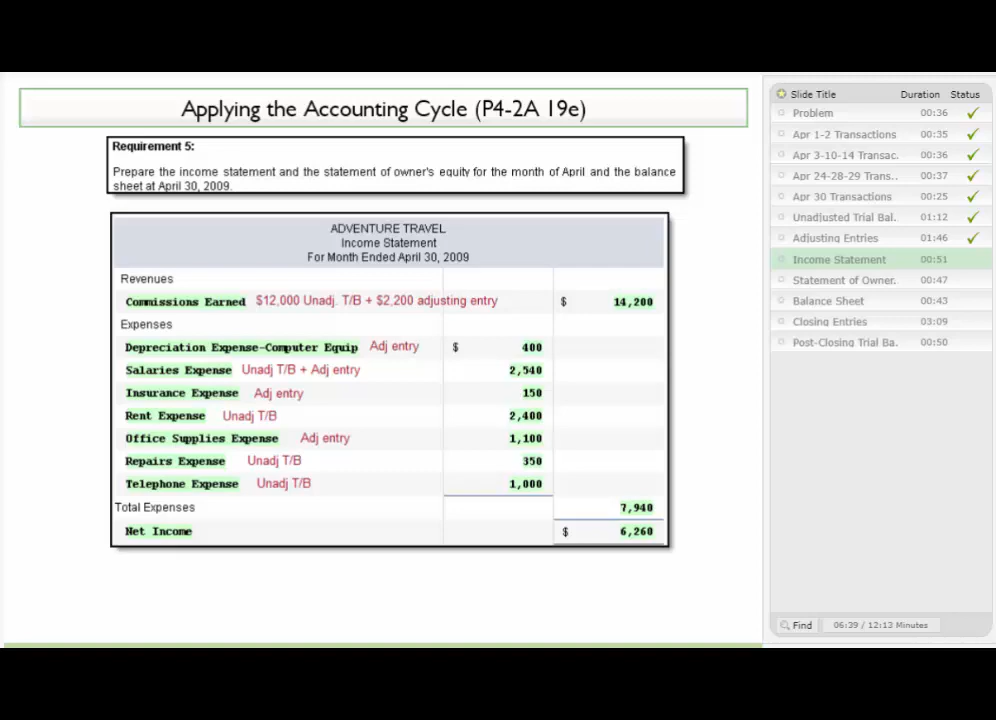 Applying the Accounting Cycle (P4-2A 19e)
Requirement 5:
Prepare the income statement and the statement of owner's equity for the month of April and the balance
sheet at April 30, 2009.
ADVENTURE TRAVEL
Income Statement
For Month Ended April 30, 2009
Revenues
Commissions Earned $12,000 Unadj. T/B + $2,200 adjusting entry $ 14,200
Expenses
Depreciation Expense-Computer Equip Adj entry $ 400
Salaries Expense Unadj T/B + Adj entry 2,540
Insurance Expense Adj entry 150
Rent Expense Unadj T/B 2,400
Office Supplies Expense Adj entry 1,100
Repairs Expense Unadj T/B 350
Telephone Expense Unadj T/B 1,000
Total Expenses 7,940
Net Income $ 6,260
Slide Title Duration Status
Problem 00:36
Apr 1-2 Transactions 00:35
Apr 3-10-14 Transac. 00:36
Apr 24-28-29 Trans.. 00:37
Apr 30 Transactions 00:25
Unadjusted Trial Bal. 01:12
Adjusting Entries 01:46
Income Statement 00:51
Statement of Owner. 00:47
Balance Sheet 00:43
Closing Entries 03:09
Post-Closing Trial Ba. 00:50
Find 06:39 / 12:13 Minutes